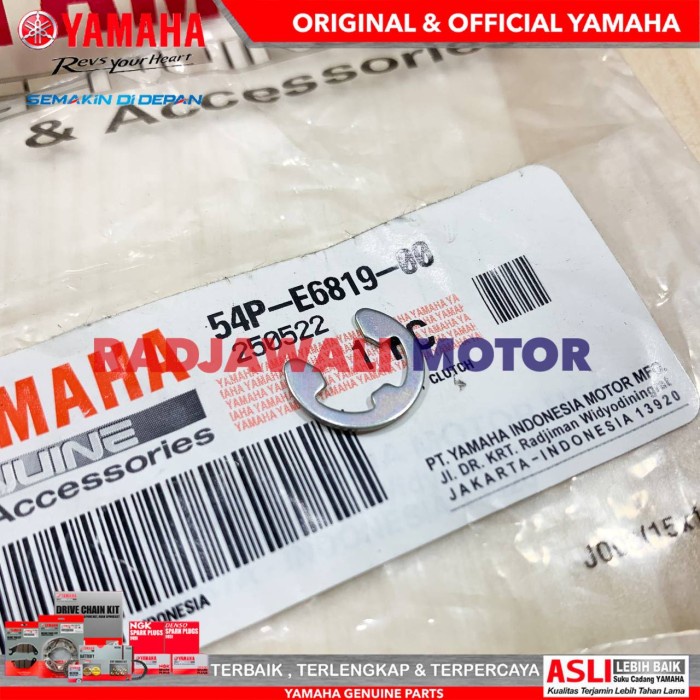 YAMAHA
Revs Your Heart
SEMAKIN DI DEPAN
ORIGINAL & OFFICIAL YAMAHA
& Accessories
54P-E6819-00
250522
CLUTCH
RADJAWALI MOTOR
YAMAHA
GENUINE
Accessories
PT. YAMAHA INDONESIA MOTOR MFG.
JL. DR. KRT. Radjiman Widyodiningrat
JAKARTA-INDONESIA 13920
INDONESIA
DRIVE CHAIN KIT
NGK
SPARK PLUGS
DENSO
SPARK PLUGS
TERBAIK , TERLENGKAP & TERPERCAYA
ASLI LEBIH BAIK
Suku Cadang YAMAHA
Kualitas Terjamin Lebih Tahan Lama!
YAMAHA GENUINE PARTS